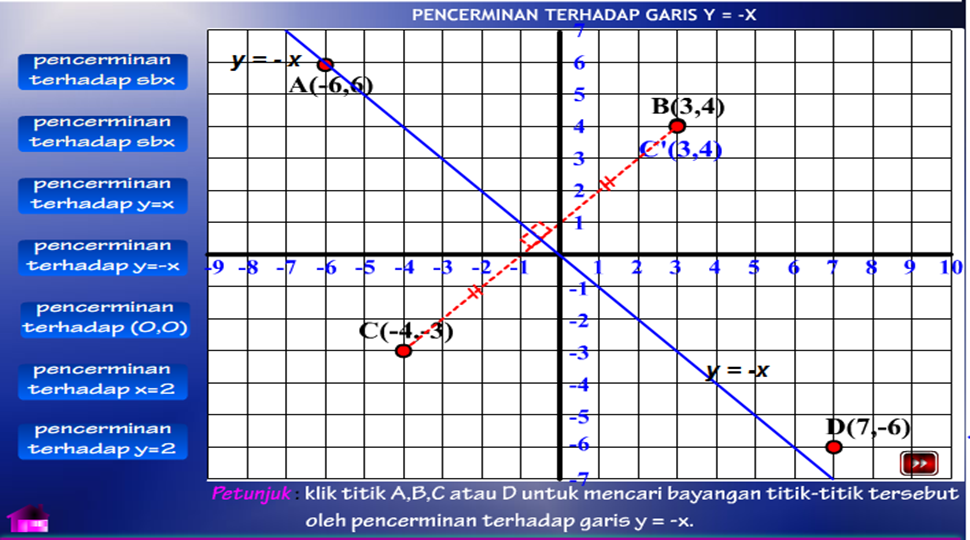 PENCERMINAN TERHADAP GARIS Y = -X
pencerminan
terhadap sbx
pencerminan
terhadap sbx
pencerminan
terhadap y=x
pencerminan
terhadap y=-x
pencerminan
terhadap (0,0)
pencerminan
terhadap x=2
pencerminan
terhadap y=2
7
y = - x
6
A(-6,6)
5
B(3,4)
4
C'(3,4)
3
2
1
-9 -8 -7 -6 -5 -4 -3 -2 -1 1 2 3 4 5 6 7 8 9 10
-1
-2
C(-4,-3)
-3
y = -x
-4
-5
D(7,-6)
-6
-7
Petunjuk : klik titik A,B,C atau D untuk mencari bayangan titik-titik tersebut
oleh pencerminan terhadap garis y = -x.